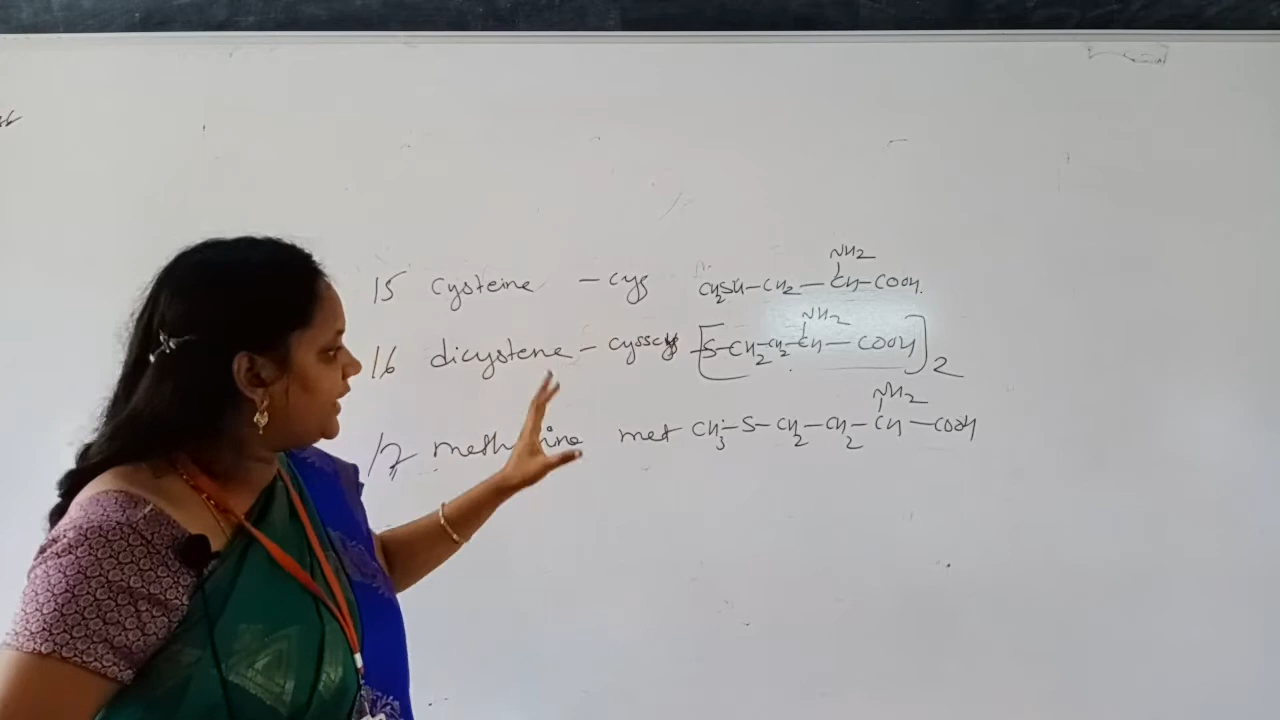 NH2
15 cysteine - cys CH2SH-CH2-CH-COOH.
NH2
16 dicystene - cysscys [-S-CH2-CH2-CH-COOH]2
NH2
17 meth ine met CH3-S-CH2-CH2-CH-COOH